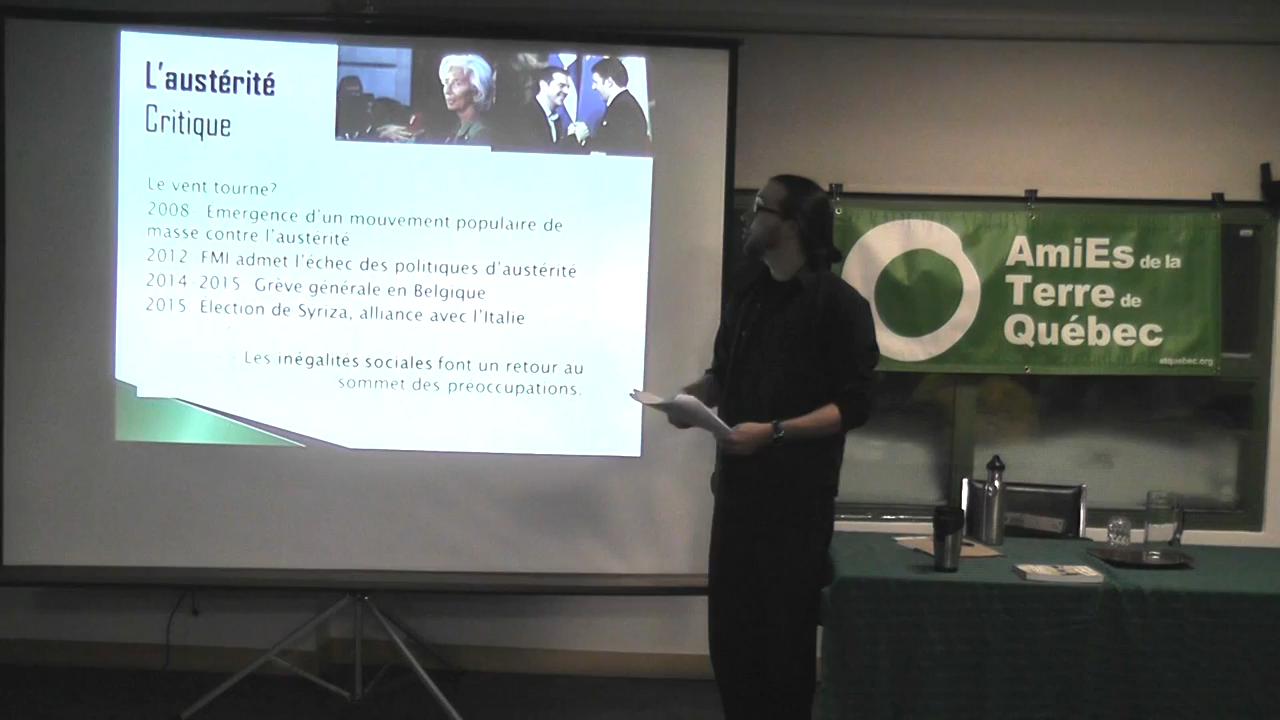 L'austérité
Critique
Le vent tourne?
2008 Emergence d'un mouvement populaire de
masse contre l'austérité
2012 FMI admet l'échec des politiques d'austérité
2014 2015 Grève générale en Belgique
2015 Election de Syriza, alliance avec l'Italie
Les inégalités sociales font un retour au
sommet des preoccupations.
AmiEs de la
Terre de
Québec
atquebec.org